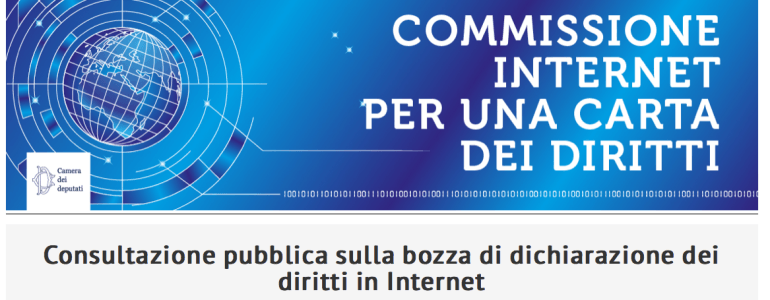 COMMISSIONE
INTERNET
PER UNA CARTA
DEI DIRITTI
Camera
dei
deputati
Consultazione pubblica sulla bozza di dichiarazione dei
diritti in Internet